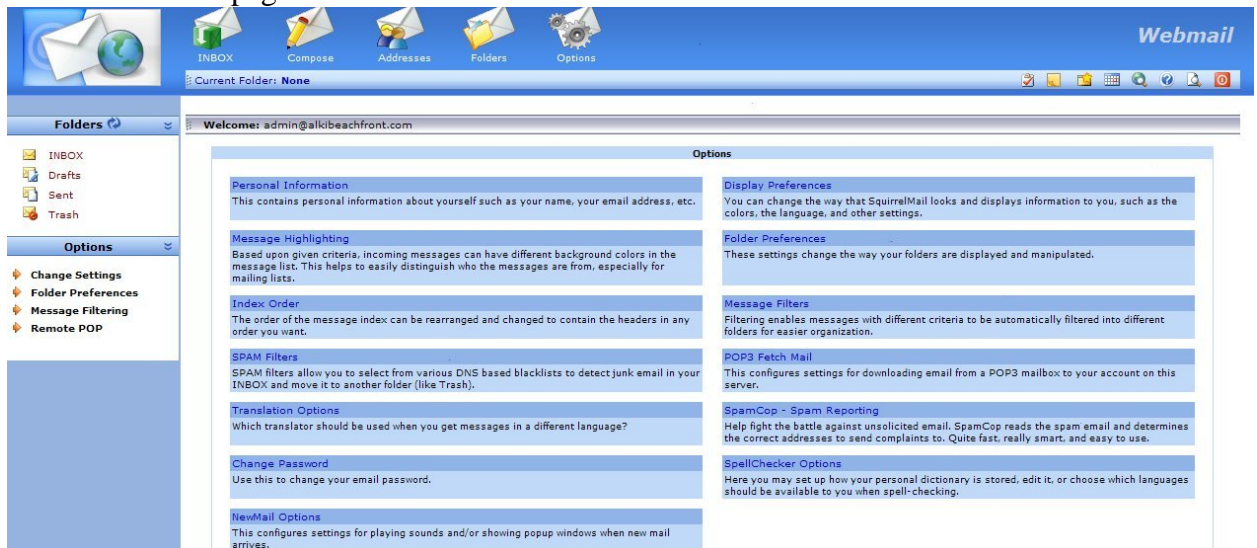 pag
INBOX Compose Addresses Folders Options
Webmail
Current Folder: None
Folders
Welcome: admin@alkibeachfront.com
INBOX
Drafts
Sent
Trash
Options
Change Settings
Folder Preferences
Message Filtering
Remote POP
Options
Personal Information
This contains personal information about yourself such as your name, your email address, etc.
Display Preferences
You can change the way that SquirrelMail looks and displays information to you, such as the
colors, the language, and other settings.
Message Highlighting
Based upon given criteria, incoming messages can have different background colors in the
message list. This helps to easily distinguish who the messages are from, especially for
mailing lists.
Folder Preferences
These settings change the way your folders are displayed and manipulated.
Index Order
The order of the message index can be rearranged and changed to contain the headers in any
order you want.
Message Filters
Filtering enables messages with different criteria to be automatically filtered into different
folders for easier organization.
SPAM Filters
SPAM filters allow you to select from various DNS based blacklists to detect junk email in your
INBOX and move it to another folder (like Trash).
POP3 Fetch Mail
This configures settings for downloading email from a POP3 mailbox to your account on this
server.
Translation Options
Which translator should be used when you get messages in a different language?
SpamCop - Spam Reporting
Help fight the battle against unsolicited email. SpamCop reads the spam email and determines
the correct addresses to send complaints to. Quite fast, really smart, and easy to use.
Change Password
Use this to change your email password.
SpellChecker Options
Here you may set up how your personal dictionary is stored, edit it, or choose which languages
should be available to you when spell-checking.
NewMail Options
This configures settings for playing sounds and/or showing popup windows when new mail
arrives.